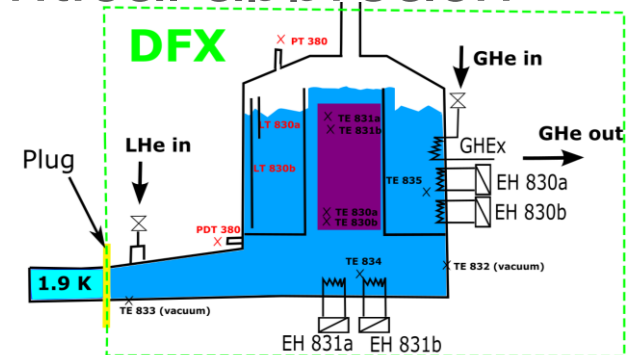 DFX
PT 380
GHe in
TE 831a
TE 831b
LT 830a
LHe in
GHEx
GHe out
Plug
LT 830b
TE 835
EH 830a
EH 830b
TE 830a
TE 830b
PDT 380
TE 834
TE 832 (vacuum)
1.9 K
TE 833 (vacuum)
EH 831a
EH 831b